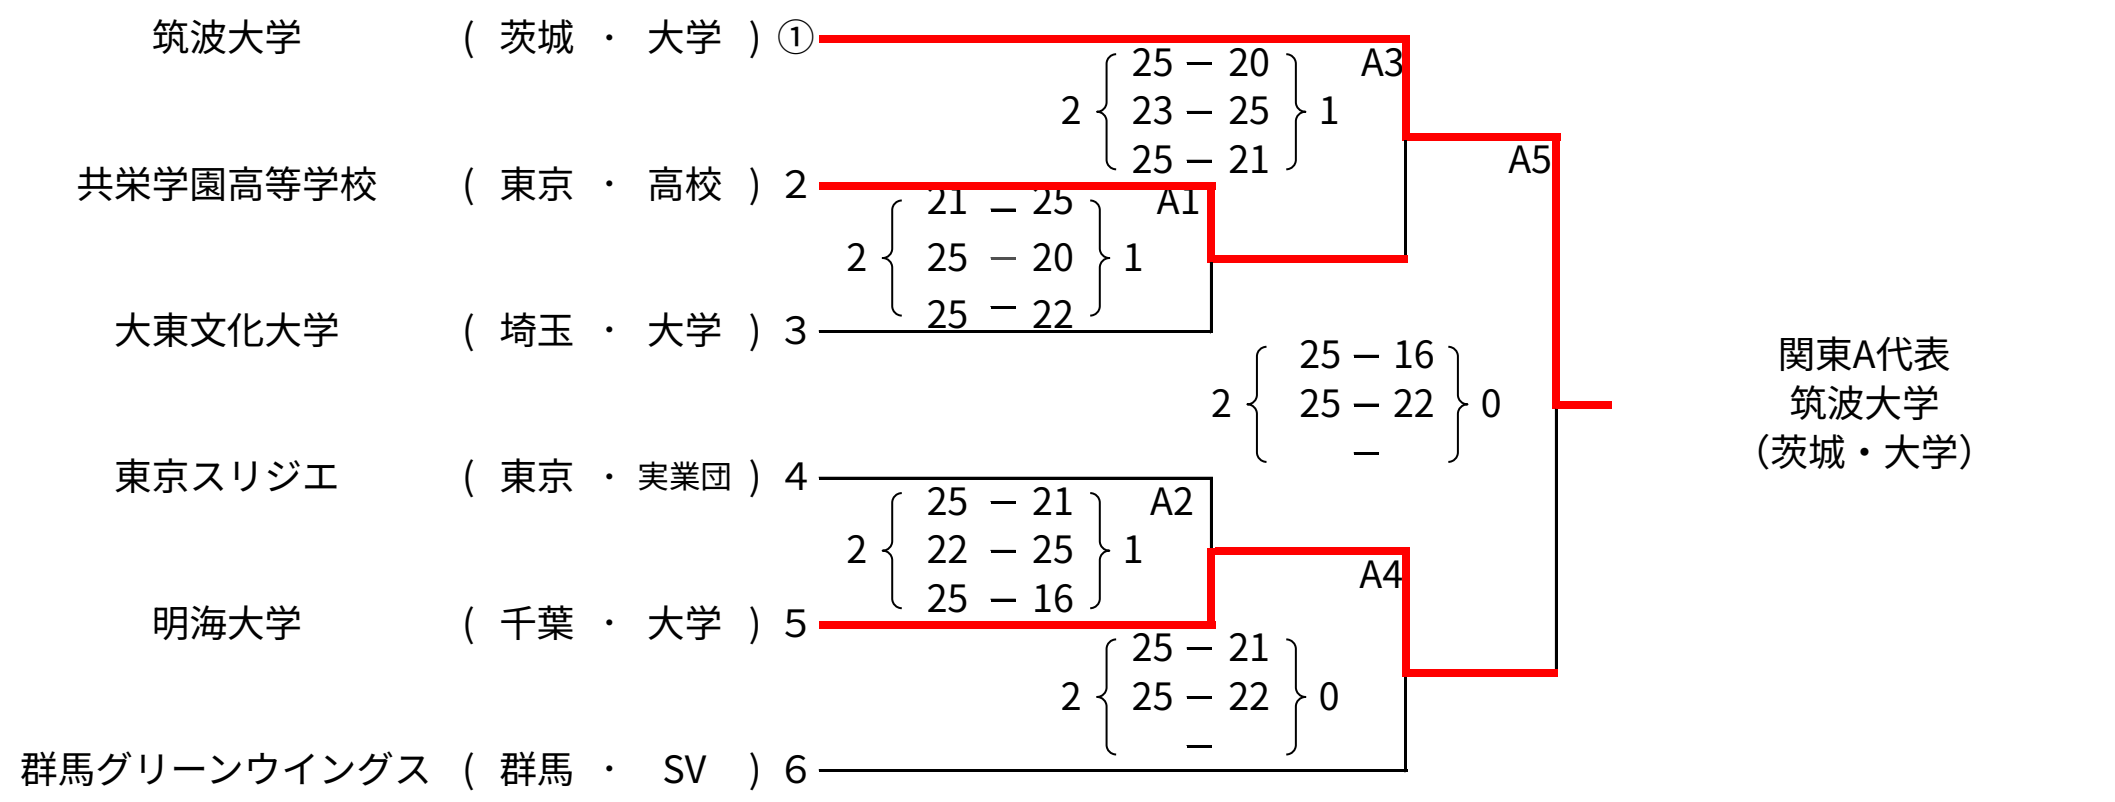 筑波大学 ( 茨城 ・ 大学 ) ①
25 － 20 A3
2 23 － 25 1
25 － 21
A5
共栄学園高等学校 ( 東京 ・ 高校 ) 2
21 － 25 A1
2 25 － 20 1
25 － 22
大東文化大学 ( 埼玉 ・ 大学 ) 3
25 － 16
2 25 － 22 0
－
関東A代表
筑波大学
（茨城・大学）
東京スリジエ ( 東京 ・ 実業団 ) 4
25 － 21 A2
2 22 － 25 1
25 － 16
A4
明海大学 ( 千葉 ・ 大学 ) 5
25 － 21
2 25 － 22 0
－
群馬グリーンウイングス ( 群馬 ・ SV ) 6